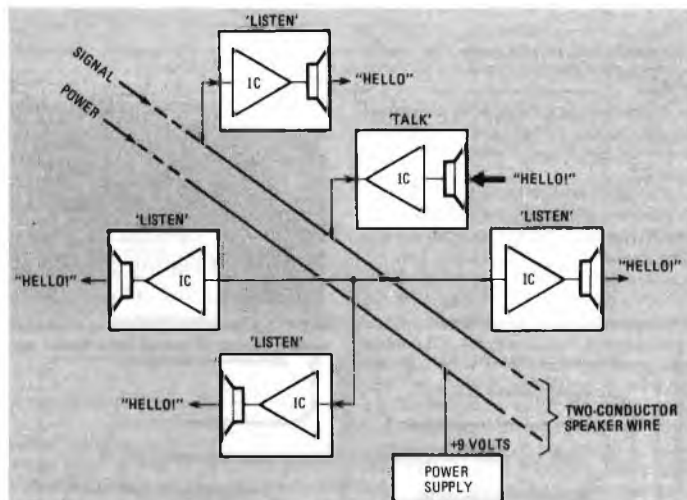 'LISTEN'
SIGNAL
POWER
IC
"HELLO"
'TALK'
IC
"HELLO!"
'LISTEN'
'LISTEN'
"HELLO!"
IC
IC
"HELLO!"
'LISTEN'
"HELLO!"
IC
TWO-CONDUCTOR
SPEAKER WIRE
+9 VOLTS
POWER
SUPPLY